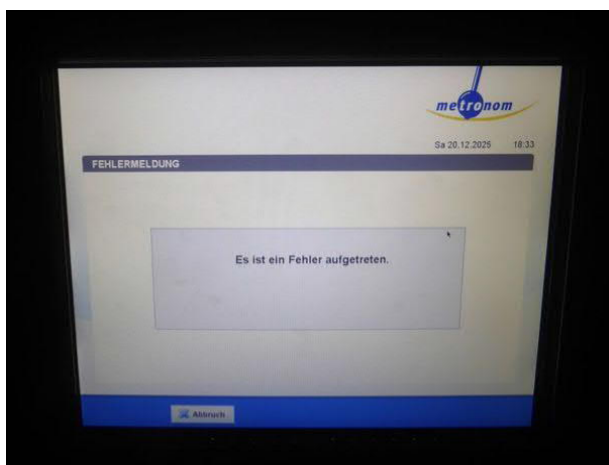 metronom
Sa 20.12.2025 18:33
FEHLERMELDUNG
Es ist ein Fehler aufgetreten.
Abbruch